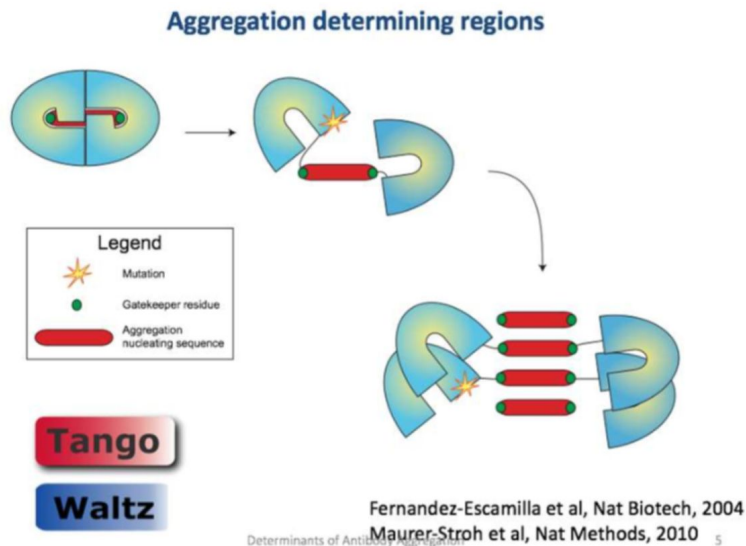 Aggregation determining regions
Legend
Mutation
Gatekeeper residue
Aggregation
nucleating sequence
Tango
Waltz
Fernandez-Escamilla et al, Nat Biotech, 2004
Maurer-Stroh et al, Nat Methods, 2010
Determinants of Antibody Aggregation
5